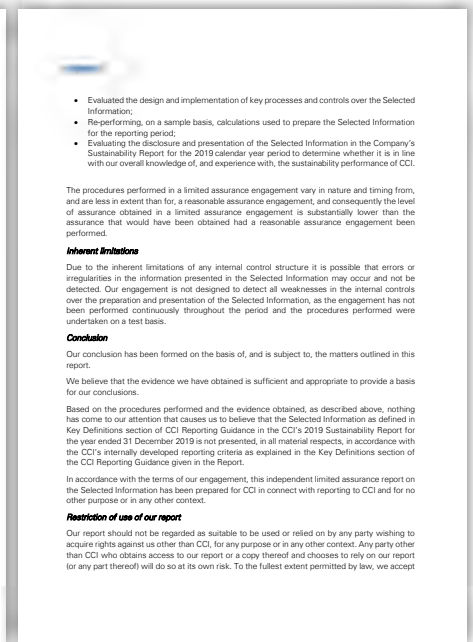 • Evaluated the design and implementation of key processes and controls over the Selected
Information;
• Re-performing, on a sample basis, calculations used to prepare the Selected Information
for the reporting period;
• Evaluating the disclosure and presentation of the Selected Information in the Company's
Sustainability Report for the 2019 calendar year period to determine whether it is in line
with our overall knowledge of, and experience with, the sustainability performance of CCI.
The procedures performed in a limited assurance engagement vary in nature and timing from,
and are less in extent than for, a reasonable assurance engagement, and consequently the level
of assurance obtained in a limited assurance engagement is substantially lower than the
assurance that would have been obtained had a reasonable assurance engagement been
performed.
Inherent limitations
Due to the inherent limitations of any internal control structure it is possible that errors or
irregularities in the information presented in the Selected Information may occur and not be
detected. Our engagement is not designed to detect all weaknesses in the internal controls
over the preparation and presentation of the Selected Information, as the engagement has not
been performed continuously throughout the period and the procedures performed were
undertaken on a test basis.
Conclusion
Our conclusion has been formed on the basis of, and is subject to, the matters outlined in this
report.
We believe that the evidence we have obtained is sufficient and appropriate to provide a basis
for our conclusions.
Based on the procedures performed and the evidence obtained, as described above, nothing
has come to our attention that causes us to believe that the Selected Information as defined in
Key Definitions section of CCI Reporting Guidance in the CCI's 2019 Sustainability Report for
the year ended 31 December 2019 is not presented, in all material respects, in accordance with
the CCI's internally developed reporting criteria as explained in the Key Definitions section of
the CCI Reporting Guidance given in the Report.
In accordance with the terms of our engagement, this independent limited assurance report on
the Selected Information has been prepared for CCI in connect with reporting to CCI and for no
other purpose or in any other context.
Restriction of use of our report
Our report should not be regarded as suitable to be used or relied on by any party wishing to
acquire rights against us other than CCI, for any purpose or in any other context. Any party other
than CCI who obtains access to our report or a copy thereof and chooses to rely on our report
(or any part thereof) will do so at its own risk. To the fullest extent permitted by law, we accept